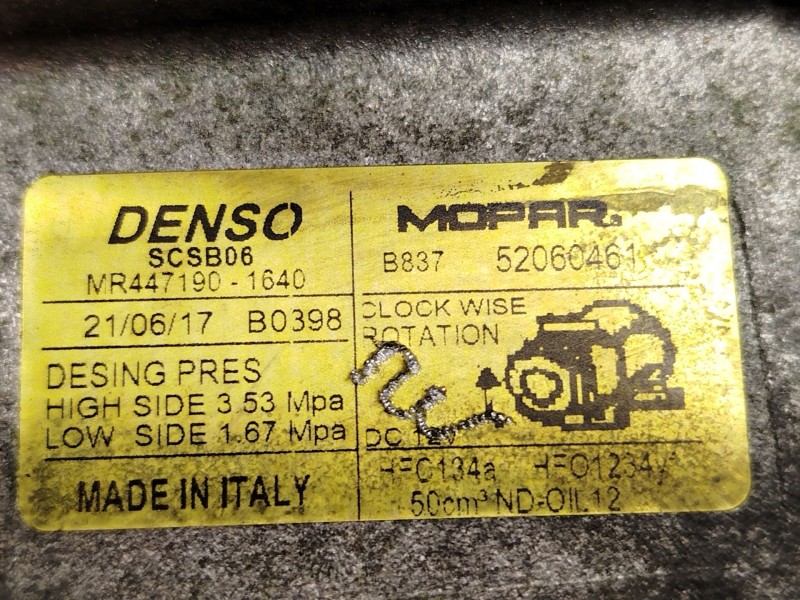 DENSO
SCSB06
MR447190-1640
21/06/17 B0398
DESING PRES
HIGH SIDE 3.53 Mpa
LOW SIDE 1.67 Mpa
MADE IN ITALY
MOPAR.
B837 52060461
CLOCK WISE
ROTATION
DC 12V
HFC134a HFO1234y
50cm³ ND-OIL12